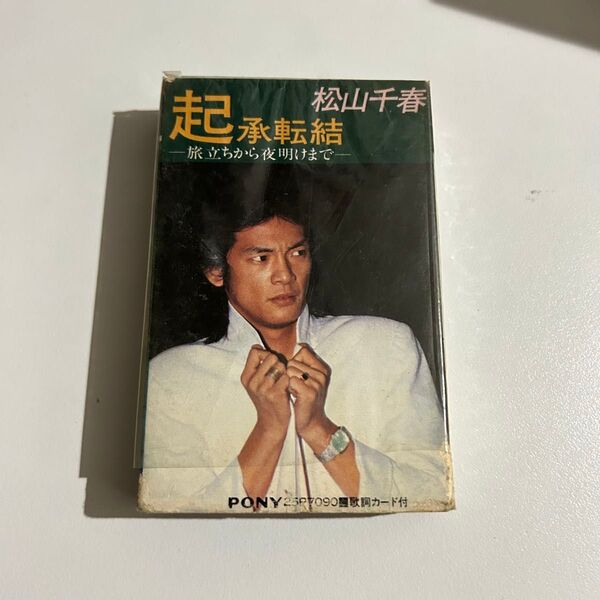 松山千春
起承転結
―旅立ちから夜明けまで―
PONY 25P7090 歌詞カード付